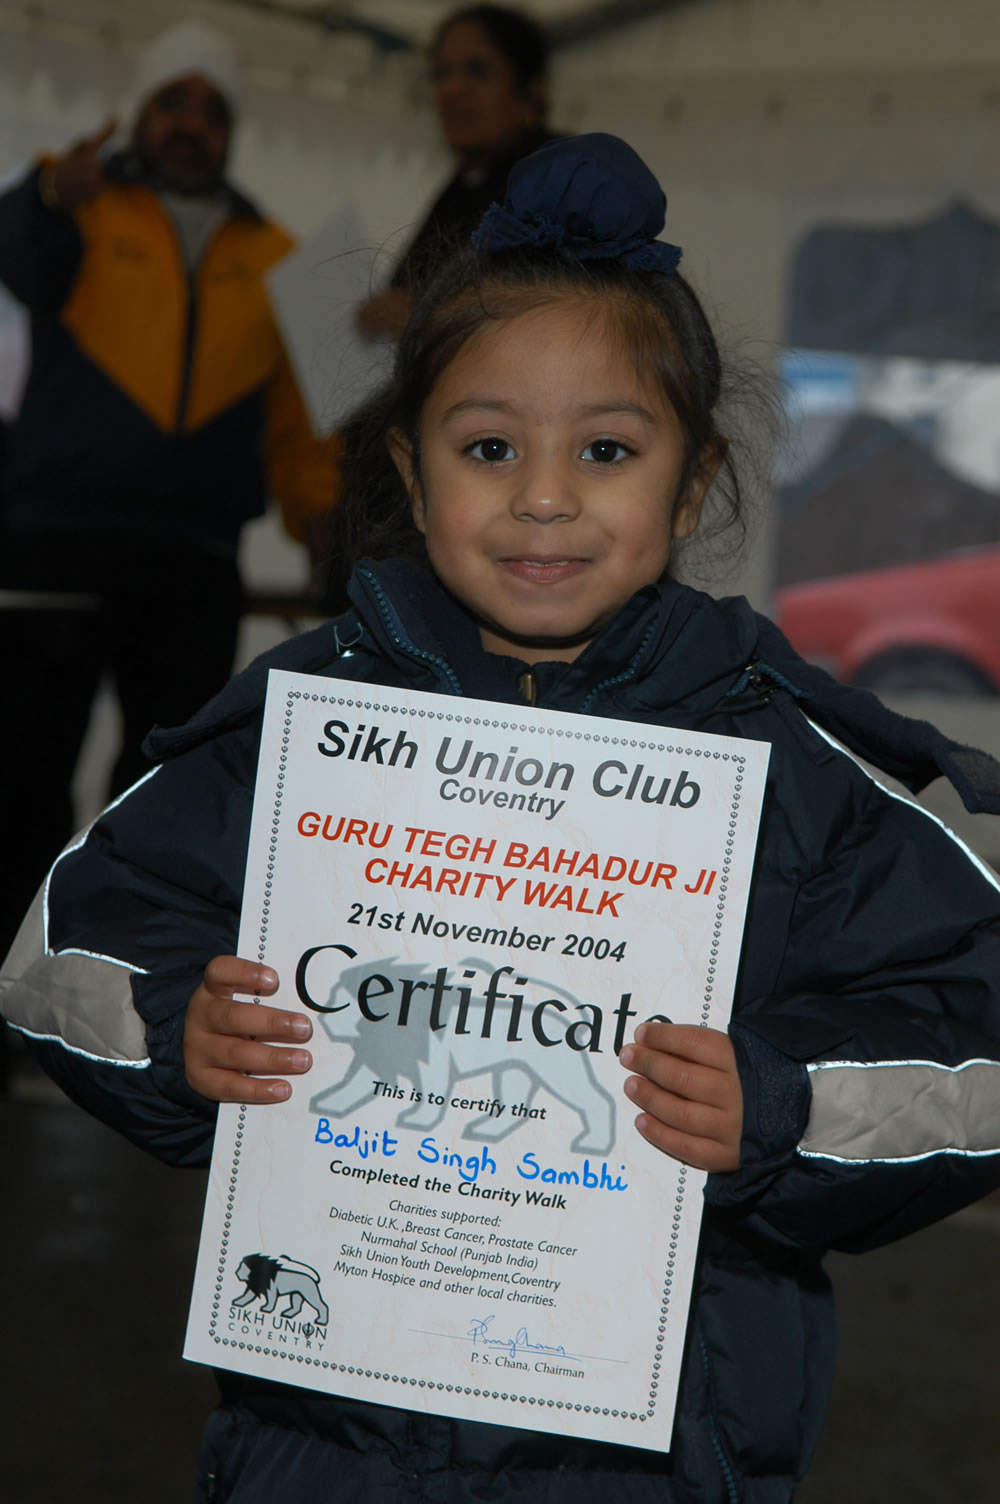 Sikh Union Club
Coventry
GURU TEGH BAHADUR JI
CHARITY WALK
21st November 2004
Certificate
This is to certify that
Baljit Singh Sambhi
Completed the Charity Walk
Charities supported:
Diabetic U.K.,Breast Cancer, Prostate Cancer
Nurmahal School (Punjab India)
Sikh Union Youth Development,Coventry
Myton Hospice and other local charities.
SIKH UNION
COVENTRY
P. S. Chana, Chairman